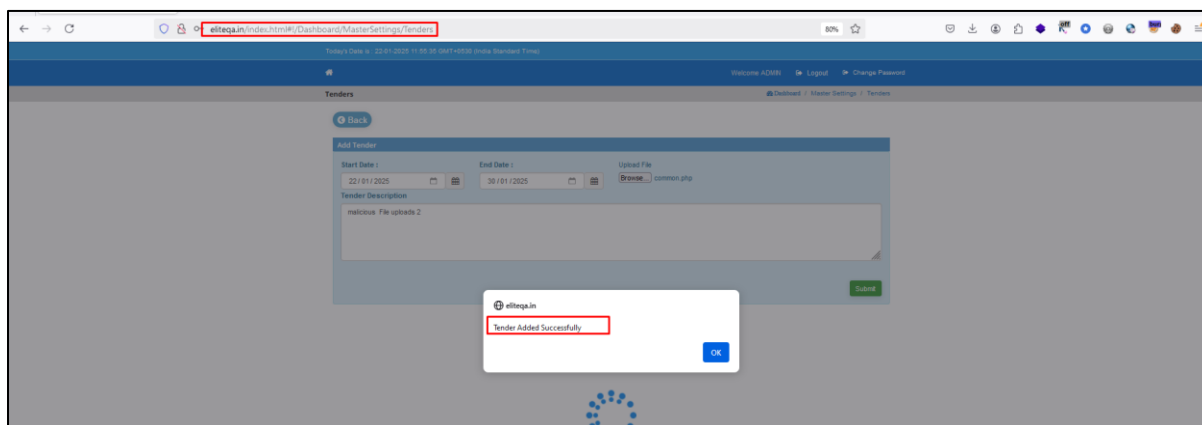 eliteqa.in/index.html#!/Dashboard/MasterSettings/Tenders
80%
Today's Date is : 22-01-2025 11:55:35 GMT+0530 (India Standard Time)
Welcome ADMIN Logout Change Password
Tenders
Dashboard / Master Settings / Tenders
Back
Add Tender
Start Date :
End Date :
Upload File
22/01/2025
30/01/2025
Browse... common.php
Tender Description
malicious File uploads 2
Submit
eliteqa.in
Tender Added Successfully
OK